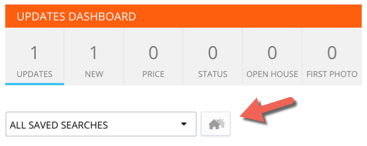 UPDATES DASHBOARD
1 1 0 0 0 0
UPDATES NEW PRICE STATUS OPEN HOUSE FIRST PHOTO
ALL SAVED SEARCHES